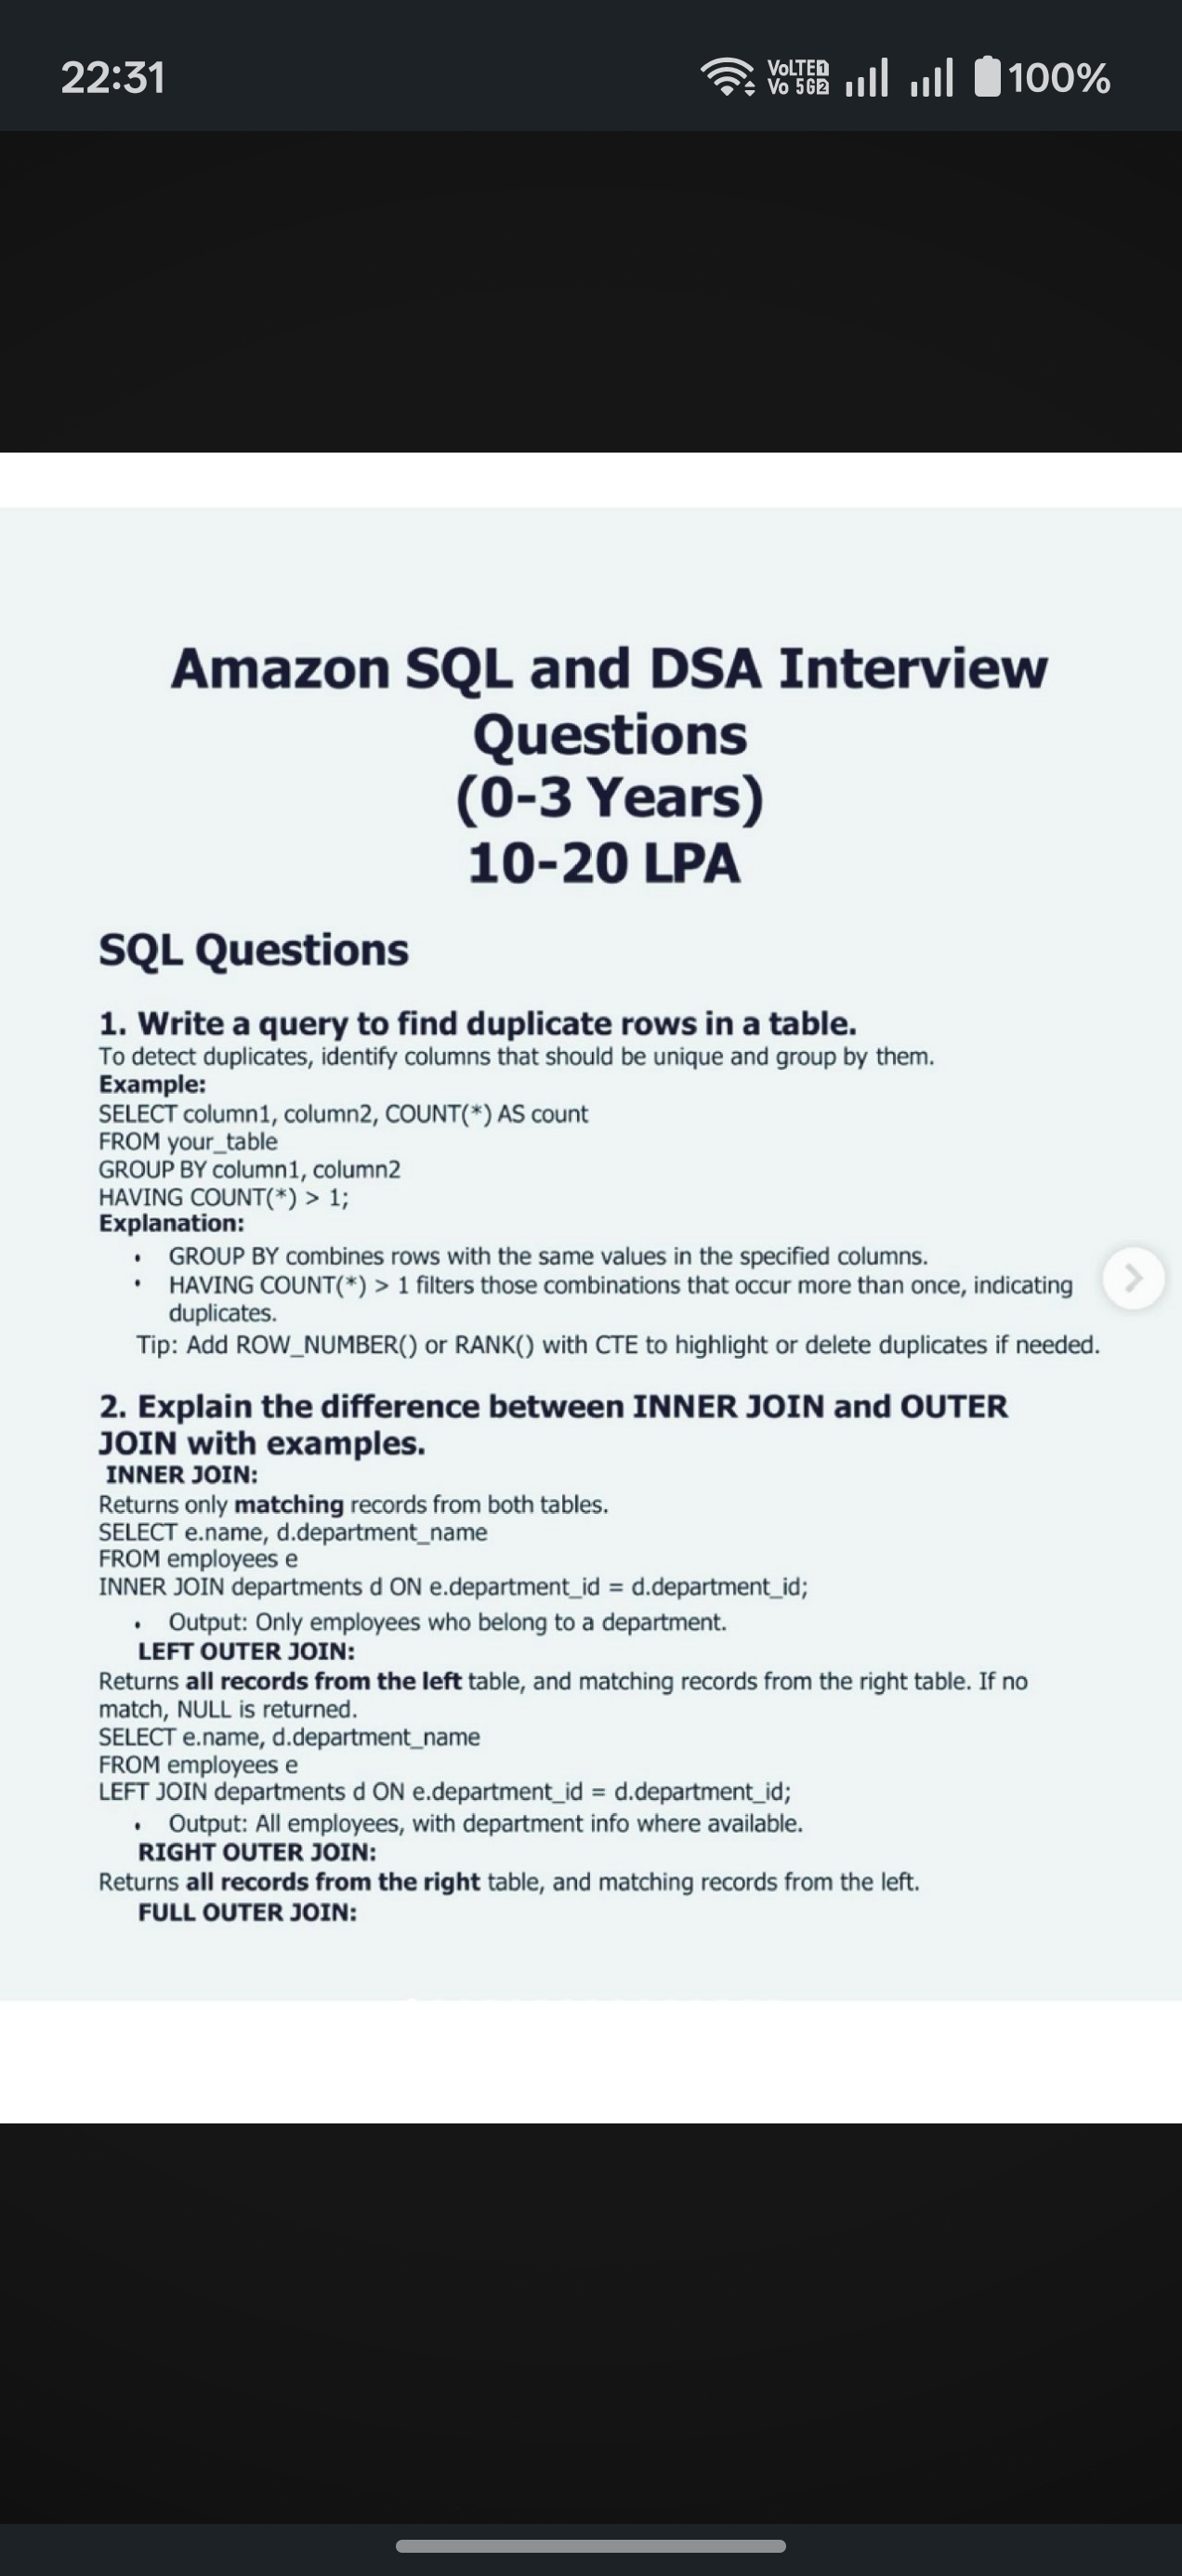 22:31
VoLTE1
Vo 5G2
100%
Amazon SQL and DSA Interview
Questions
(0-3 Years)
10-20 LPA
SQL Questions
1. Write a query to find duplicate rows in a table.
To detect duplicates, identify columns that should be unique and group by them.
Example:
SELECT column1, column2, COUNT(*) AS count
FROM your_table
GROUP BY column1, column2
HAVING COUNT(*) > 1;
Explanation:
• GROUP BY combines rows with the same values in the specified columns.
• HAVING COUNT(*) > 1 filters those combinations that occur more than once, indicating
duplicates.
Tip: Add ROW_NUMBER() or RANK() with CTE to highlight or delete duplicates if needed.
2. Explain the difference between INNER JOIN and OUTER
JOIN with examples.
INNER JOIN:
Returns only matching records from both tables.
SELECT e.name, d.department_name
FROM employees e
INNER JOIN departments d ON e.department_id = d.department_id;
• Output: Only employees who belong to a department.
LEFT OUTER JOIN:
Returns all records from the left table, and matching records from the right table. If no
match, NULL is returned.
SELECT e.name, d.department_name
FROM employees e
LEFT JOIN departments d ON e.department_id = d.department_id;
• Output: All employees, with department info where available.
RIGHT OUTER JOIN:
Returns all records from the right table, and matching records from the left.
FULL OUTER JOIN: